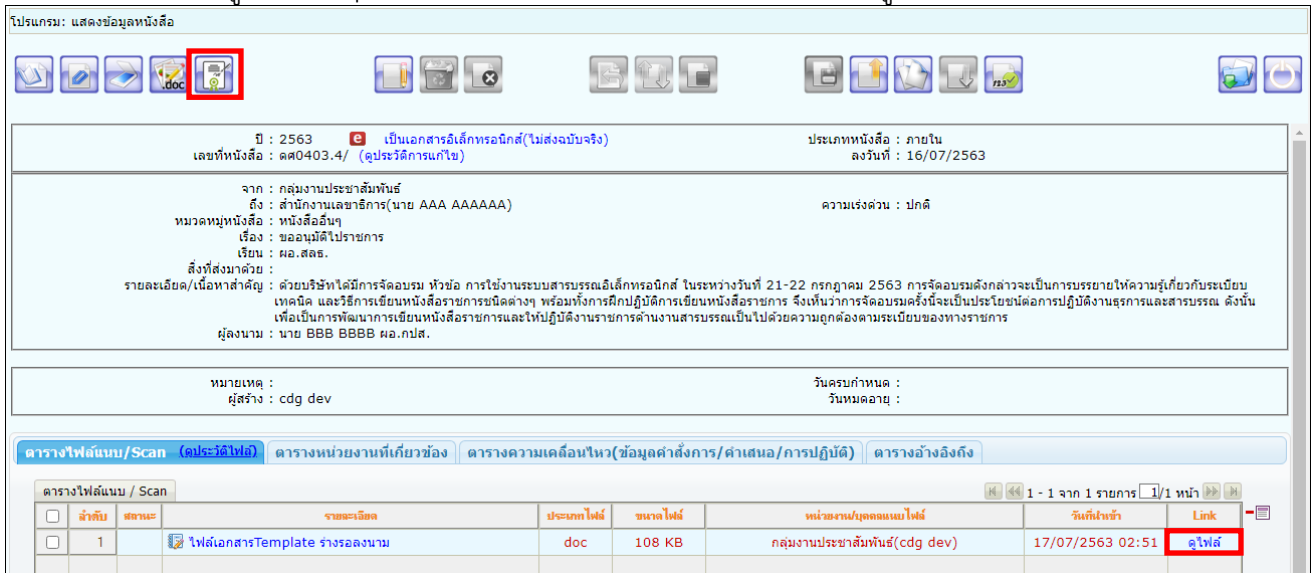 โปรแกรม: แสดงข้อมูลหนังสือ
.doc
กรว
ปี : 2563 e เป็นเอกสารอิเล็กทรอนิกส์(ไม่ส่งฉบับจริง) ประเภทหนังสือ : ภายใน
เลขที่หนังสือ : ดศ0403.4/ (ดูประวัติการแก้ไข) ลงวันที่ : 16/07/2563
จาก : กลุ่มงานประชาสัมพันธ์
ถึง : สำนักงานเลขาธิการ(นาย AAA AAAAAA) ความเร่งด่วน : ปกติ
หมวดหมู่หนังสือ : หนังสืออื่นๆ
เรื่อง : ขออนุมัติไปราชการ
เรียน : ผอ.สลธ.
สิ่งที่ส่งมาด้วย :
รายละเอียด/เนื้อหาสำคัญ : ด้วยบริษัทได้มีการจัดอบรม หัวข้อ การใช้งานระบบสารบรรณอิเล็กทรอนิกส์ ในระหว่างวันที่ 21-22 กรกฎาคม 2563 การจัดอบรมดังกล่าวจะเป็นการบรรยายให้ความรู้เกี่ยวกับระเบียบ
เทคนิค และวิธีการเขียนหนังสือราชการชนิดต่างๆ พร้อมทั้งการฝึกปฏิบัติการเขียนหนังสือราชการ จึงเห็นว่าการจัดอบรมครั้งนี้จะเป็นประโยชน์ต่อการปฏิบัติงานธุรการและสารบรรณ ดังนั้น
เพื่อเป็นการพัฒนาการเขียนหนังสือราชการและให้ปฏิบัติงานราชการด้านงานสารบรรณเป็นไปด้วยความถูกต้องตามระเบียบของทางราชการ
ผู้ลงนาม : นาย BBB BBBB ผอ.กปส.
หมายเหตุ : วันครบกำหนด :
ผู้สร้าง : cdg dev วันหมดอายุ :
ตารางไฟล์แนบ/Scan (ดูประวัติไฟล์) ตารางหน่วยงานที่เกี่ยวข้อง ตารางความเคลื่อนไหว(ข้อมูลคำสั่งการ/คำเสนอ/การปฏิบัติ) ตารางอ้างอิงถึง
ตารางไฟล์แนบ / Scan 1 - 1 จาก 1 รายการ 1/1 หน้า
ลำดับ สถานะ รายละเอียด ประเภทไฟล์ ขนาดไฟล์ หน่วยงาน/บุคคลแนบไฟล์ วันที่นำเข้า Link
1 ไฟล์เอกสารTemplate ร่างรอลงนาม doc 108 KB กลุ่มงานประชาสัมพันธ์(cdg dev) 17/07/2563 02:51 ดูไฟล์